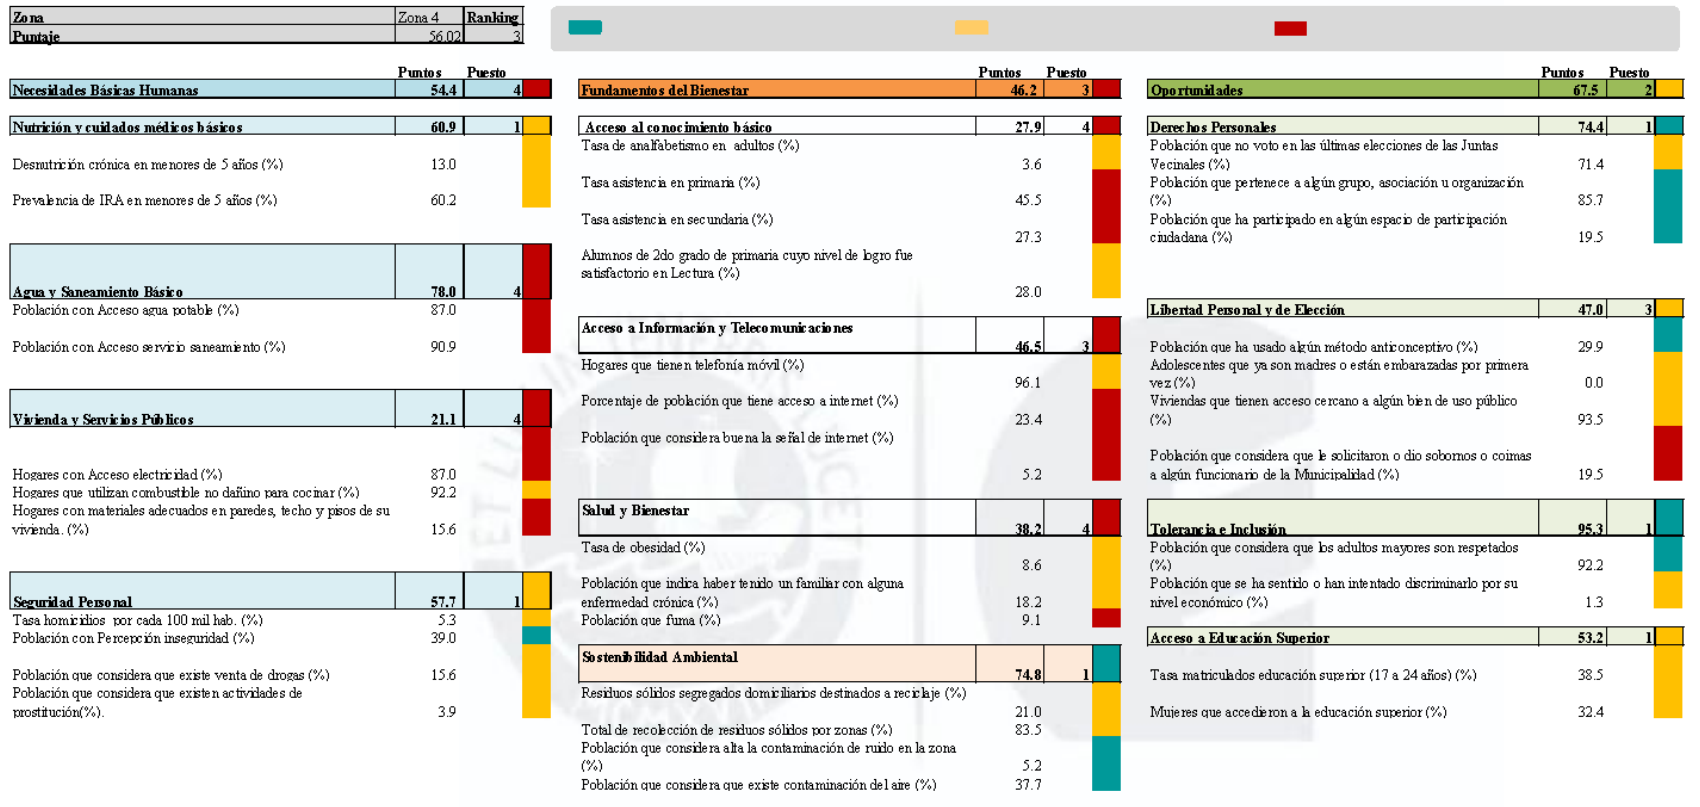 Zona Zona 4 Ranking
Puntaje 56.02 3
Puntos Puesto
Necesidades Básicas Humanas 54.4 4
Nutrición y cuidados médicos básicos 60.9 1
Desnutrición crónica en menores de 5 años (%) 13.0
Prevalencia de IRA en menores de 5 años (%) 60.2
Agua y Saneamiento Básico 78.0 4
Población con Acceso agua potable (%) 87.0
Población con Acceso servicio saneamiento (%) 90.9
Vivienda y Servicios Públicos 21.1 4
Hogares con Acceso electricidad (%) 87.0
Hogares que utilizan combustible no dañino para cocinar (%) 92.2
Hogares con materiales adecuados en paredes, techo y pisos de su
vivienda. (%) 15.6
Seguridad Personal 57.7 1
Tasa homicidios por cada 100 mil hab. (%) 5.3
Población con Percepción inseguridad (%) 39.0
Población que considera que existe venta de drogas (%) 15.6
Población que considera que existen actividades de
prostitución(%). 3.9
Puntos Puesto
Fundamentos del Bienestar 46.2 3
Acceso al conocimiento básico 27.9 4
Tasa de analfabetismo en adultos (%)
3.6
Tasa asistencia en primaria (%)
45.5
Tasa asistencia en secundaria (%)
27.3
Alumnos de 2do grado de primaria cuyo nivel de logro fue
satisfactorio en Lectura (%)
28.0
Acceso a Información y Telecomunicaciones
46.5 3
Hogares que tienen telefonía móvil (%)
96.1
Porcentaje de población que tiene acceso a internet (%)
23.4
Población que considera buena la señal de internet (%)
5.2
Salud y Bienestar
38.2 4
Tasa de obesidad (%)
8.6
Población que indica haber tenido un familiar con alguna
enfermedad crónica (%) 18.2
Población que fuma (%) 9.1
Sostenibilidad Ambiental
74.8 1
Residuos sólidos segregados domiciliarios destinados a reciclaje (%)
21.0
Total de recolección de residuos sólidos por zonas (%) 83.5
Población que considera alta la contaminación de ruido en la zona
(%) 5.2
Población que considera que existe contaminación del aire (%) 37.7
Puntos Puesto
Oportunidades 67.5 2
Derechos Personales 74.4 1
Población que no voto en las últimas elecciones de las Juntas
Vecinales (%) 71.4
Población que pertenece a algún grupo, asociación u organización
(%) 85.7
Población que ha participado en algún espacio de participación
ciudadana (%) 19.5
Libertad Personal y de Elección 47.0 3
Población que ha usado algún método anticonceptivo (%) 29.9
Adolescentes que ya son madres o están embarazadas por primera
vez (%) 0.0
Viviendas que tienen acceso cercano a algún bien de uso público
(%) 93.5
Población que considera que le solicitaron o dio sobornos o coimas
a algún funcionario de la Municipalidad (%) 19.5
Tolerancia e Inclusión 95.3 1
Población que considera que los adultos mayores son respetados
(%) 92.2
Población que se ha sentido o han intentado discriminarlo por su
nivel económico (%) 1.3
Acceso a Educación Superior 53.2 1
Tasa matriculados educación superior (17 a 24 años) (%) 38.5
Mujeres que accedieron a la educación superior (%) 32.4